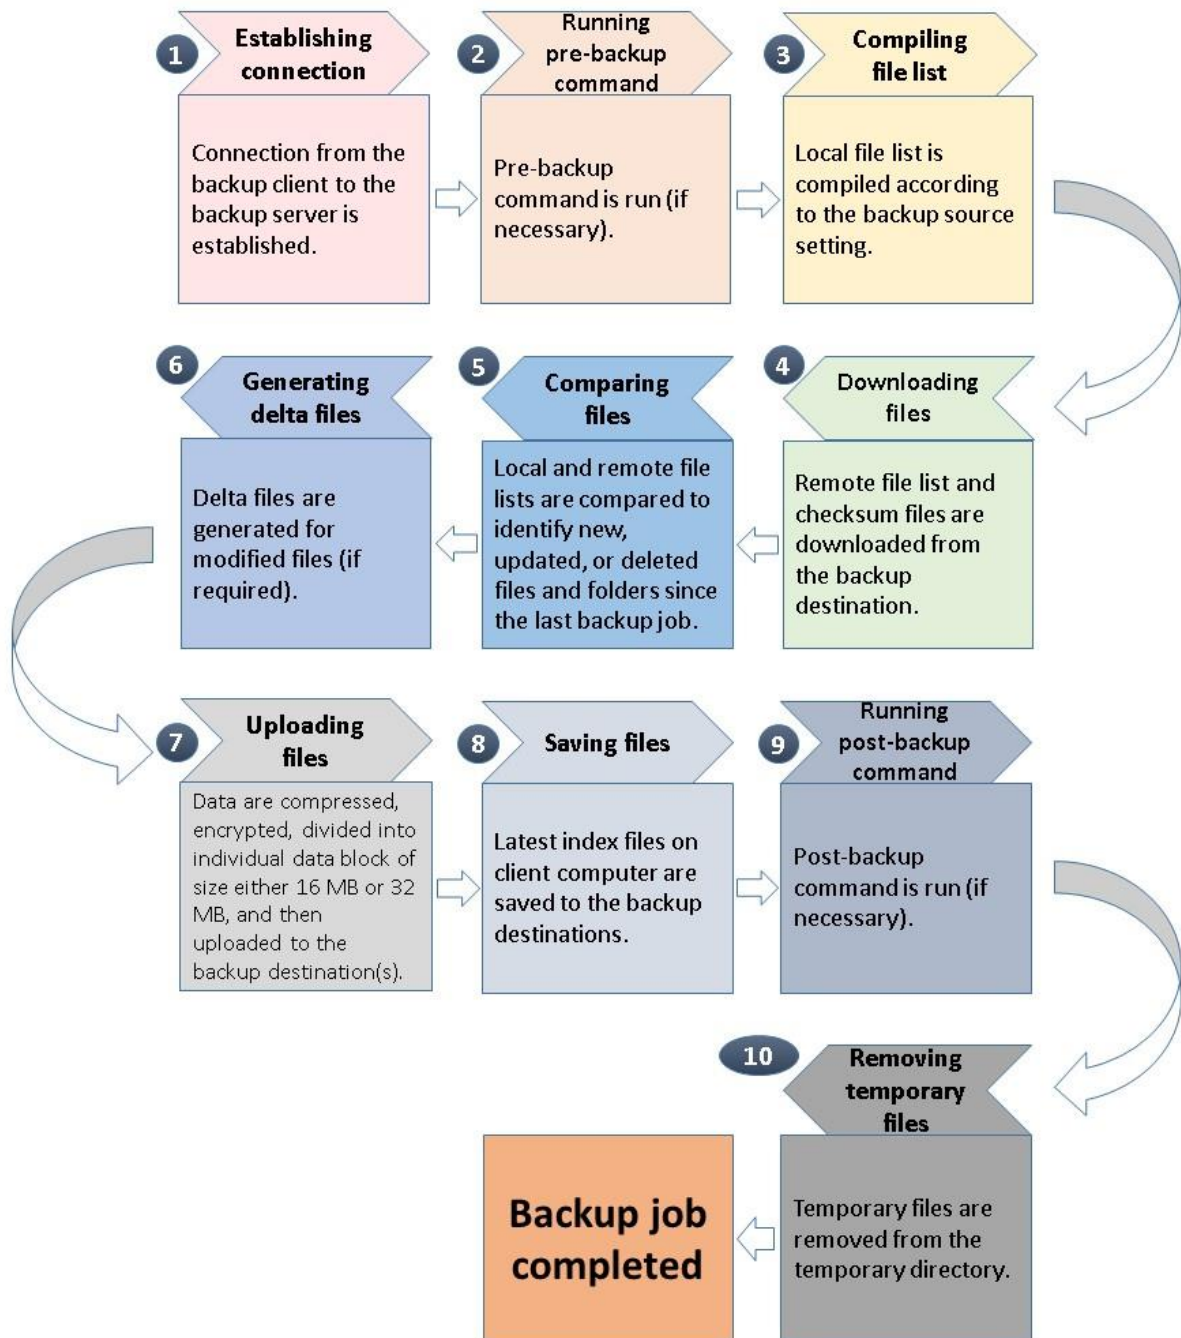 1
Establishing
connection
Connection from the
backup client to the
backup server is
established.
2
Running
pre-backup
command
Pre-backup
command is run (if
necessary).
3
Compiling
file list
Local file list is
compiled according
to the backup source
setting.
4
Downloading
files
Remote file list and
checksum files are
downloaded from
the backup
destination.
5
Comparing
files
Local and remote file
lists are compared to
identify new,
updated, or deleted
files and folders since
the last backup job.
6
Generating
delta files
Delta files are
generated for
modified files (if
required).
7
Uploading
files
Data are compressed,
encrypted, divided into
individual data block of
size either 16 MB or 32
MB, and then
uploaded to the
backup destination(s).
8
Saving files
Latest index files on
client computer are
saved to the backup
destinations.
9
Running
post-backup
command
Post-backup
command is run (if
necessary).
10
Removing
temporary
files
Temporary files are
removed from the
temporary directory.
Backup job
completed